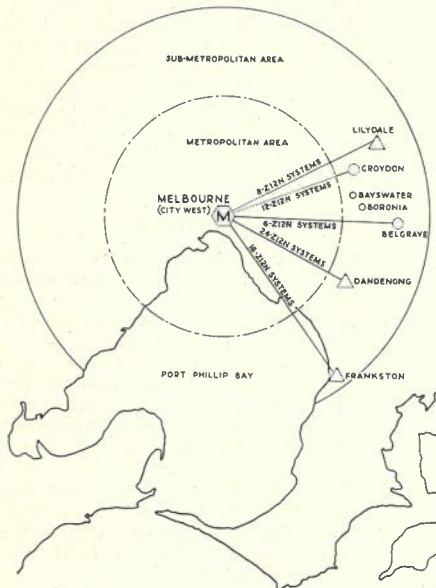 SUB-METROPOLITAN AREA
METROPOLITAN AREA
LILYDALE
8-Z12N SYSTEMS
CROYDON
12-Z12N SYSTEMS
BAYSWATER
BORONIA
MELBOURNE
(CITY WEST)
M
6-Z12N SYSTEMS
BELGRAVE
24-Z12N SYSTEMS
DANDENONG
18-Z12N SYSTEMS
PORT PHILLIP BAY
FRANKSTON